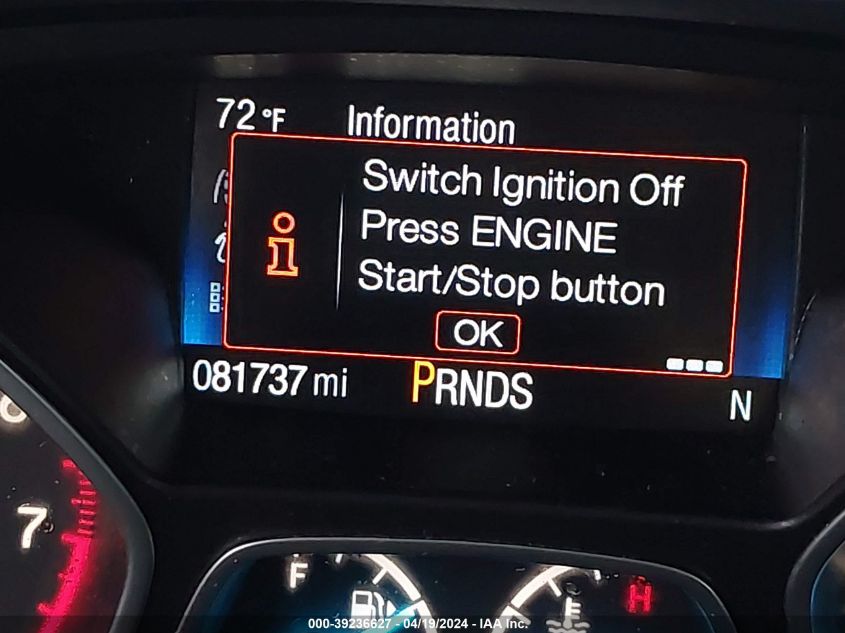 72°F Information
Switch Ignition Off
Press ENGINE
Start/Stop button
OK
081737 mi PRNDS N
7
F E H
000-39236627 - 04/19/2024 - IAA Inc.